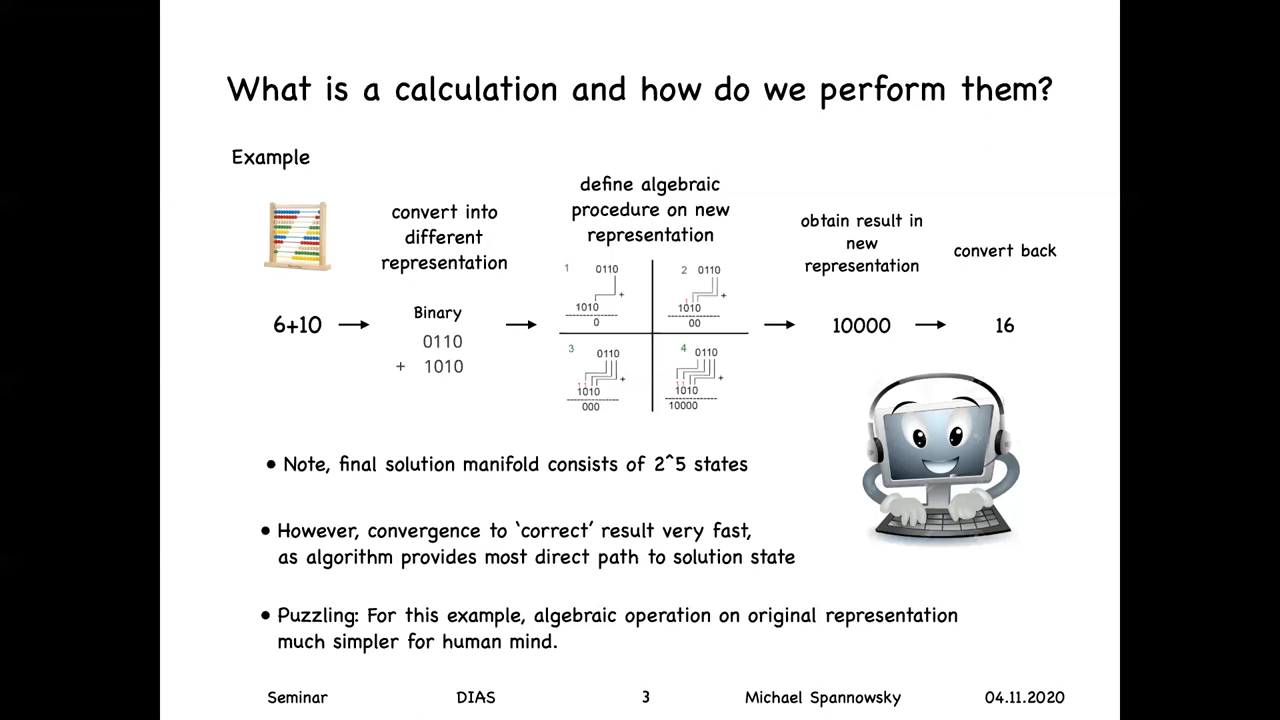 What is a calculation and how do we perform them?
Example
convert into
different
representation
define algebraic
procedure on new
representation
obtain result in
new
representation
convert back
6+10
Binary
0110
+ 1010
1 0110
+
1010
0
2 0110
1
+
1010
00
3 0110
1 1
+
1010
000
4 0110
1 1
+
1010
10000
10000
16
• Note, final solution manifold consists of 2^5 states
• However, convergence to ‘correct’ result very fast,
as algorithm provides most direct path to solution state
• Puzzling: For this example, algebraic operation on original representation
much simpler for human mind.
Seminar DIAS 3 Michael Spannowsky 04.11.2020